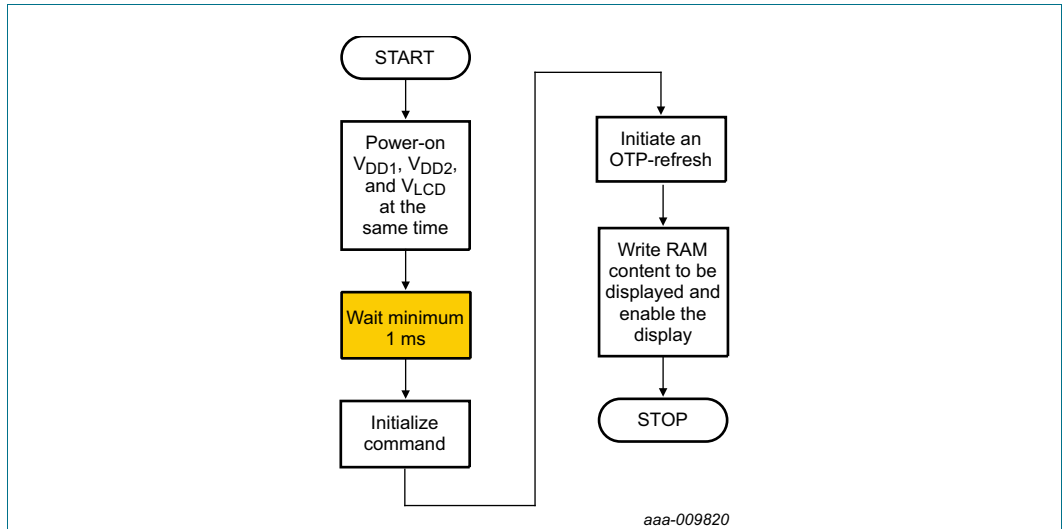 START
Power-on
VDD1, VDD2,
and VLCD
at the
same time
Wait minimum
1 ms
Initialize
command
Initiate an
OTP-refresh
Write RAM
content to be
displayed and
enable the
display
STOP
aaa-009820